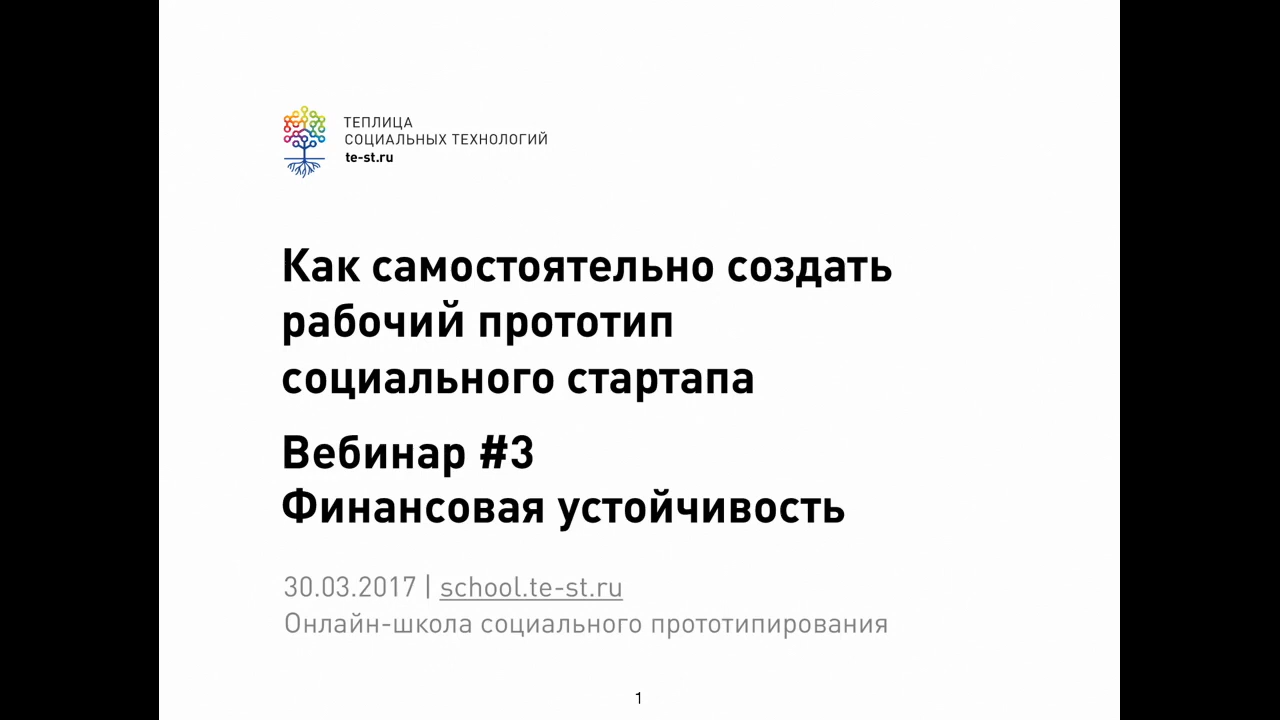 ТЕПЛИЦА
СОЦИАЛЬНЫХ ТЕХНОЛОГИЙ
te-st.ru
Как самостоятельно создать
рабочий прототип
социального стартапа
Вебинар #3
Финансовая устойчивость
30.03.2017 | school.te-st.ru
Онлайн-школа социального прототипирования
1